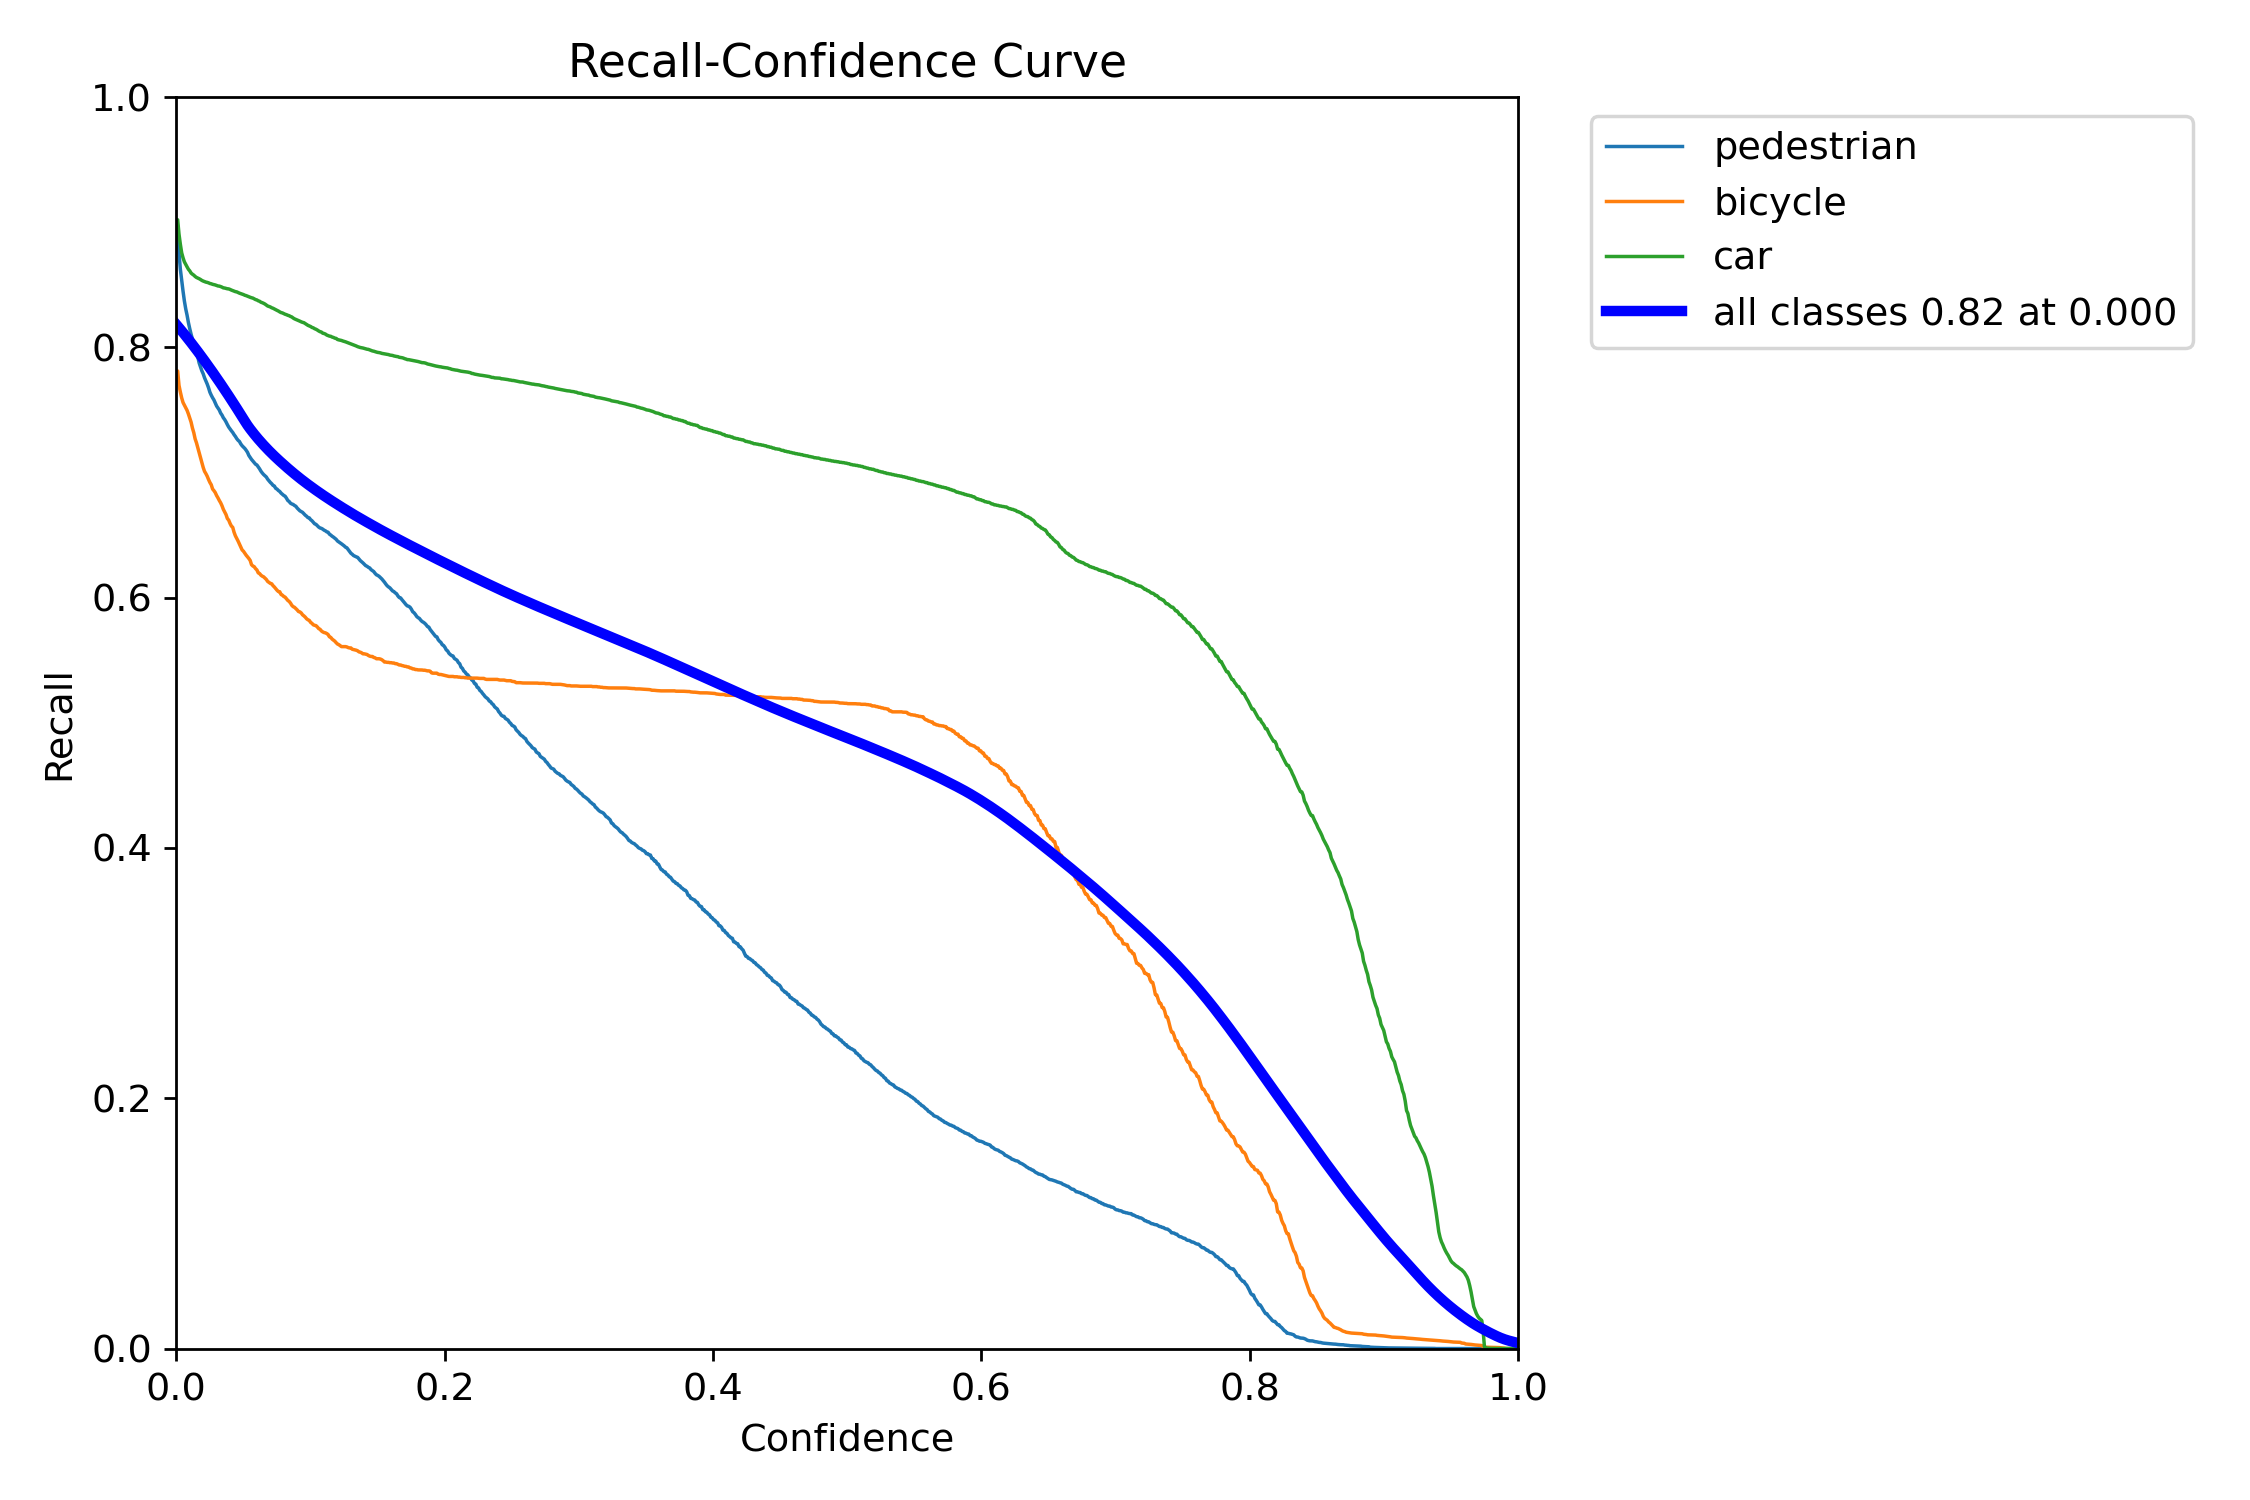 Recall-Confidence Curve
1.0
0.8
0.6
0.4
0.2
0.0
Recall
0.0 0.2 0.4 0.6 0.8 1.0
Confidence
pedestrian
bicycle
car
all classes 0.82 at 0.000